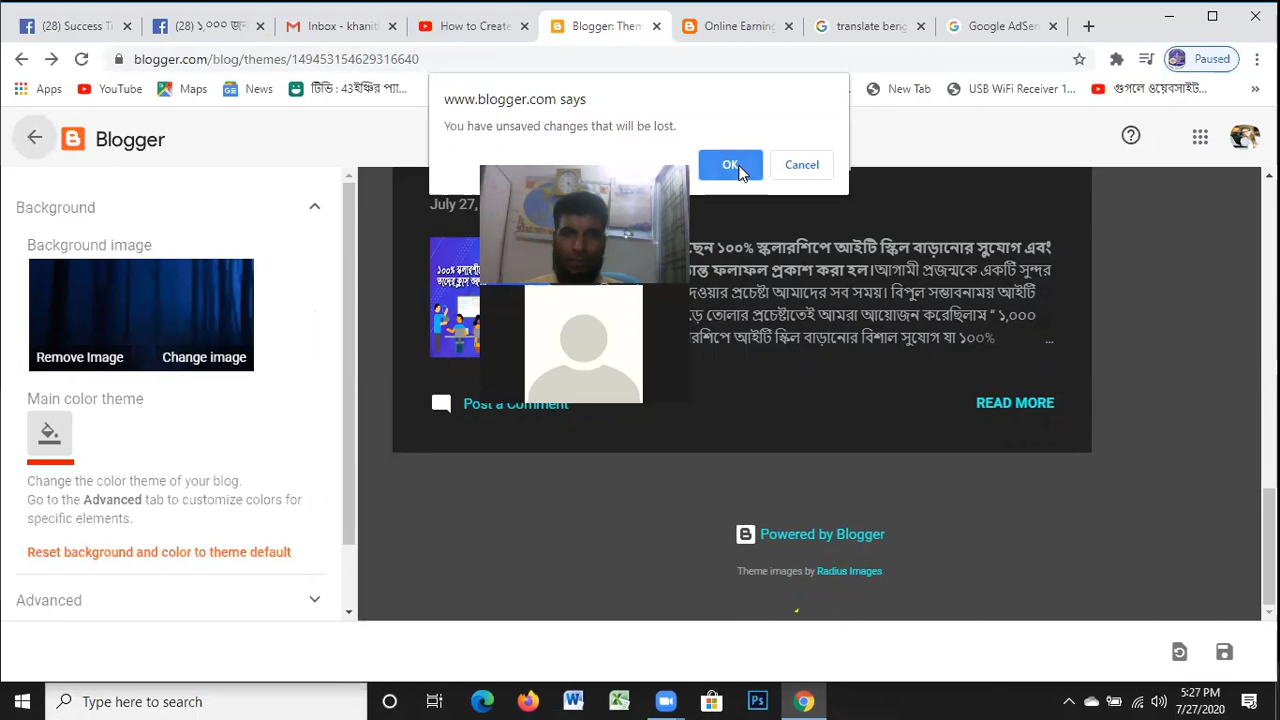 (28) Success T
(28) ১০০০ জন
Inbox - khanith
How to Create
Blogger: Them
Online Earning
translate beng
Google AdSen
blogger.com/blog/themes/149453154629316640
Paused
Apps
YouTube
Maps
News
টিভি : 43ইঞ্চির প্যা...
New Tab
USB WiFi Receiver 1...
গুগলে ওয়েবসাইট...
www.blogger.com says
You have unsaved changes that will be lost.
OK
Cancel
Blogger
Background
Background image
Remove Image
Change image
Main color theme
Change the color theme of your blog.
Go to the Advanced tab to customize colors for
specific elements.
Reset background and color to theme default
Advanced
July 27,
১০০% স্কলারশিপে আইটি স্কিল বাড়ানোর সুযোগ এবং
ফলাফল প্রকাশ করা হল।আগামী প্রজন্মকে একটি সুন্দর
দেওয়ার প্রচেষ্টা আমাদের সব সময়। বিপুল সম্ভাবনাময় আইটি
তোলার প্রচেষ্টাতেই আমরা আয়োজন করেছিলাম “ ১,০০০
আইটি স্কিল বাড়ানোর বিশাল সুযোগ যা ১০০%
...
Post a Comment
READ MORE
Powered by Blogger
Theme images by Radius Images
Type here to search
5:27 PM
7/27/2020